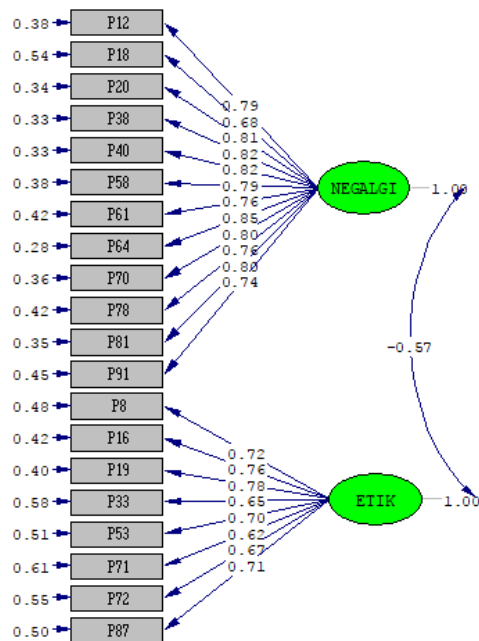 0.38 P12
0.54 P18
0.34 P20
0.33 P38
0.33 P40
0.38 P58
0.42 P61
0.28 P64
0.36 P70
0.42 P78
0.35 P81
0.45 P91
0.48 P8
0.42 P16
0.40 P19
0.58 P33
0.51 P53
0.61 P71
0.55 P72
0.50 P87
0.79
0.68
0.81
0.82
0.82
0.79
0.76
0.85
0.80
0.76
0.80
0.74
NEGALGI 1.00
-0.57
0.72
0.76
0.78
0.65
0.70
0.62
0.67
0.71
ETIK 1.00